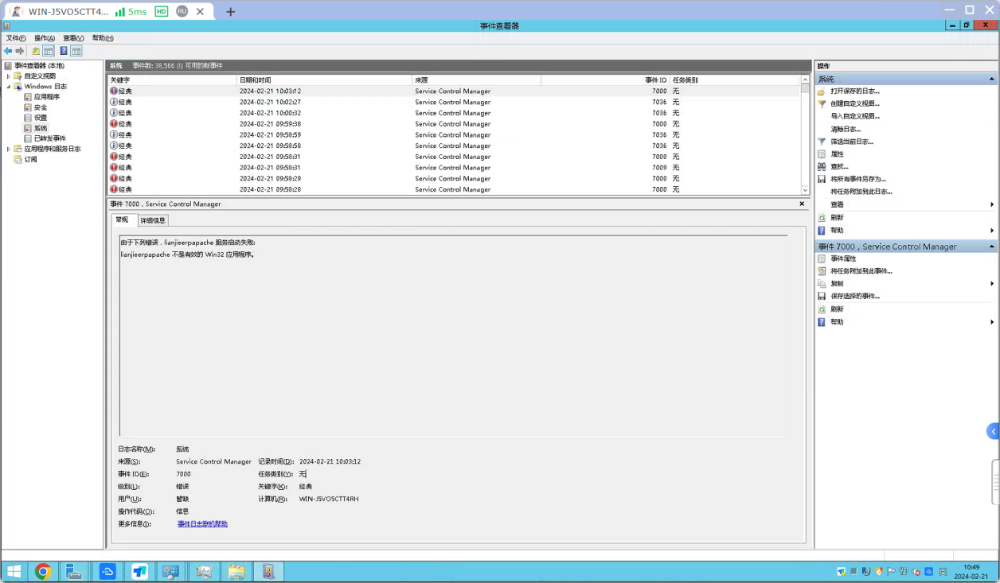 WIN-J5VO5CTT4... 5ms HD AU
事件查看器
文件(F) 操作(A) 查看(V) 帮助(H)
事件查看器 (本地)
自定义视图
Windows 日志
应用程序
安全
设置
系统
已转发事件
应用程序和服务日志
订阅
系统 事件数: 38,566 (!) 可用的新事件
关键字 日期和时间 来源 事件 ID 任务类别
经典 2024-02-21 10:03:12 Service Control Manager 7000 无
经典 2024-02-21 10:02:27 Service Control Manager 7036 无
经典 2024-02-21 10:00:32 Service Control Manager 7036 无
经典 2024-02-21 09:59:38 Service Control Manager 7000 无
经典 2024-02-21 09:58:59 Service Control Manager 7036 无
经典 2024-02-21 09:58:58 Service Control Manager 7036 无
经典 2024-02-21 09:58:31 Service Control Manager 7000 无
经典 2024-02-21 09:58:31 Service Control Manager 7009 无
经典 2024-02-21 09:58:29 Service Control Manager 7000 无
经典 2024-02-21 09:58:28 Service Control Manager 7000 无
事件 7000，Service Control Manager
常规 详细信息
由于下列错误，lianjieerpapache 服务启动失败:
lianjieerpapache 不是有效的 Win32 应用程序。
日志名称(M): 系统
来源(S): Service Control Manager 记录时间(D): 2024-02-21 10:03:12
事件 ID(E): 7000 任务类别(Y): 无
级别(L): 错误 关键字(K): 经典
用户(U): 暂缺 计算机(R): WIN-J5VO5CTT4RH
操作代码(O): 信息
更多信息(I): 事件日志联机帮助
操作
系统
打开保存的日志...
创建自定义视图...
导入自定义视图...
清除日志...
筛选当前日志...
属性
查找...
将所有事件另存为...
将任务附加到此日志...
查看
刷新
帮助
事件 7000，Service Control Manager
事件属性
将任务附加到此事件...
复制
保存选择的事件...
刷新
帮助
10:49
2024-02-21